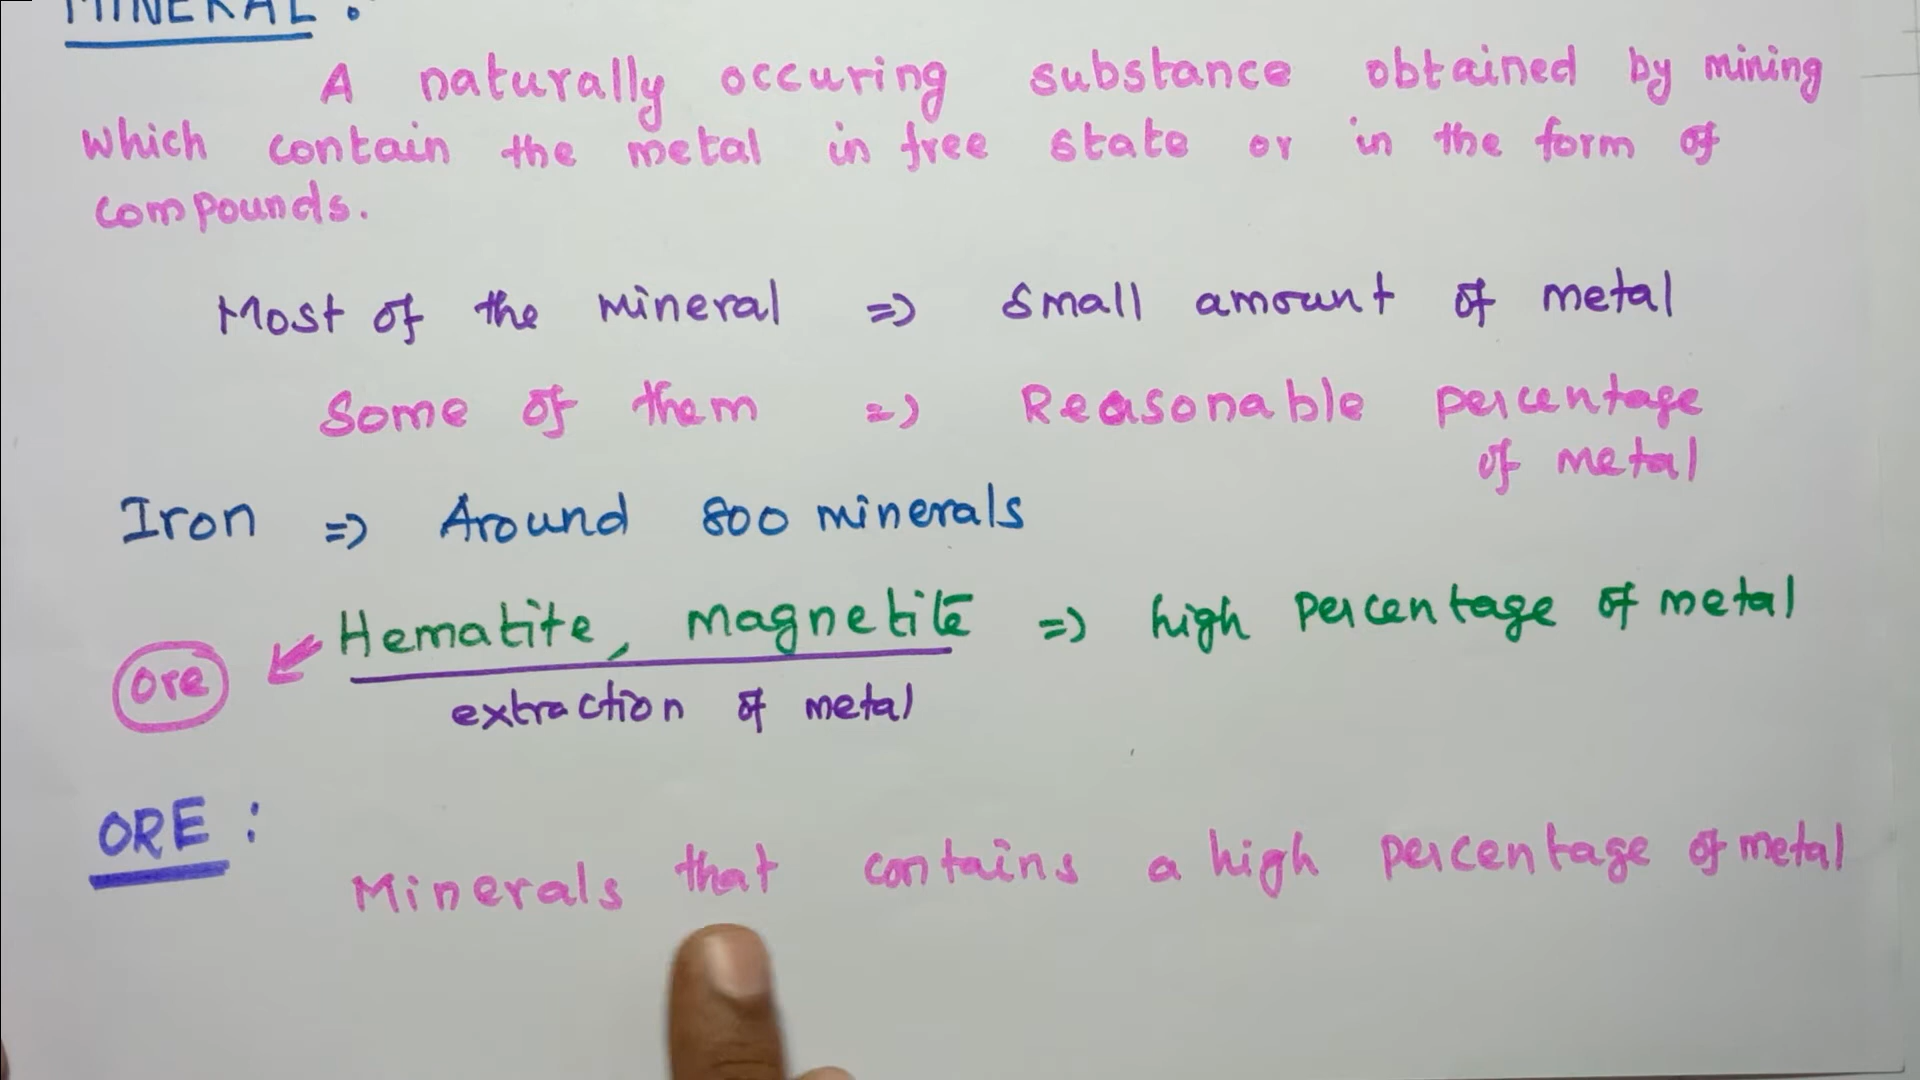 MINERAL :
A naturally occuring substance obtained by mining
which contain the metal in free state or in the form of
compounds.
Most of the mineral => Small amount of metal
Some of them => Reasonable percentage
of metal
Iron => Around 800 minerals
Hematite, magnetite => high percentage of metal
ore
extraction of metal
ORE :
Minerals that contains a high percentage of metal